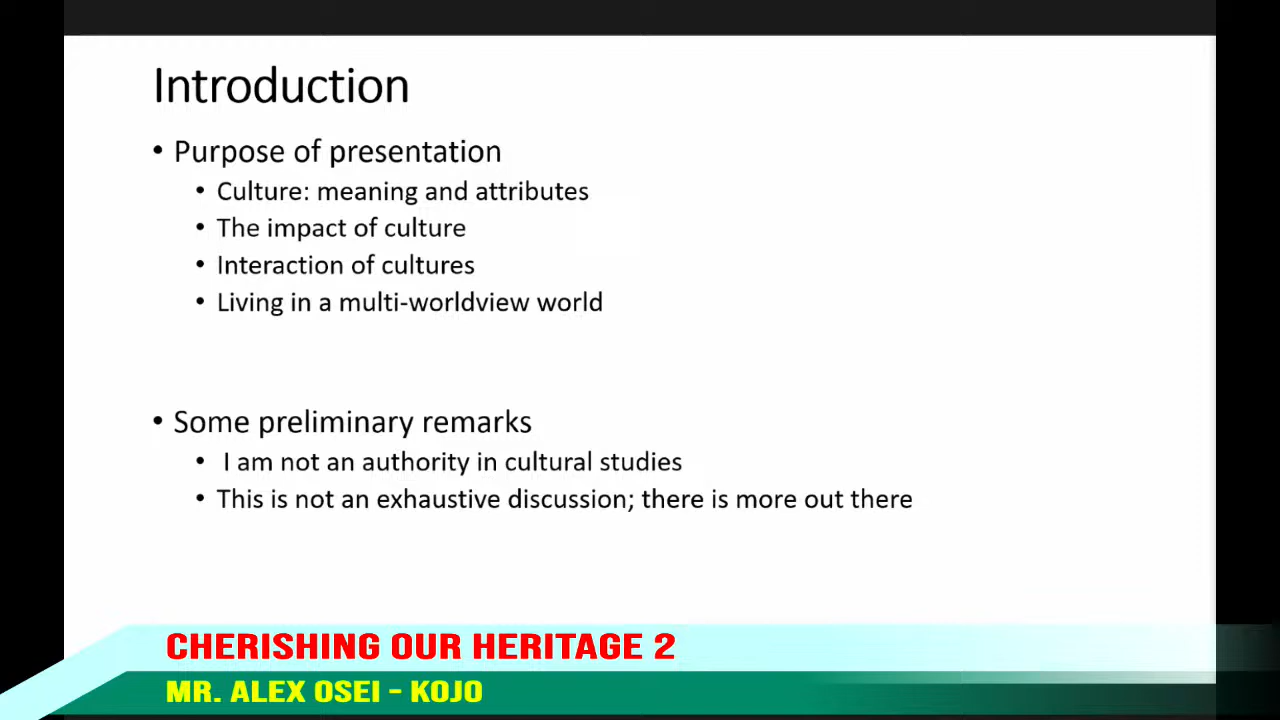 Introduction
• Purpose of presentation
• Culture: meaning and attributes
• The impact of culture
• Interaction of cultures
• Living in a multi-worldview world
• Some preliminary remarks
• I am not an authority in cultural studies
• This is not an exhaustive discussion; there is more out there
CHERISHING OUR HERITAGE 2
MR. ALEX OSEI - KOJO